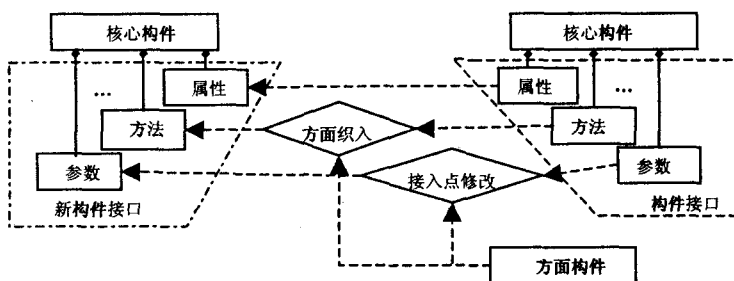 核心构件
核心构件
属性
属性
...
...
方法
方面织入
方法
参数
接入点修改
参数
新构件接口
构件接口
方面构件